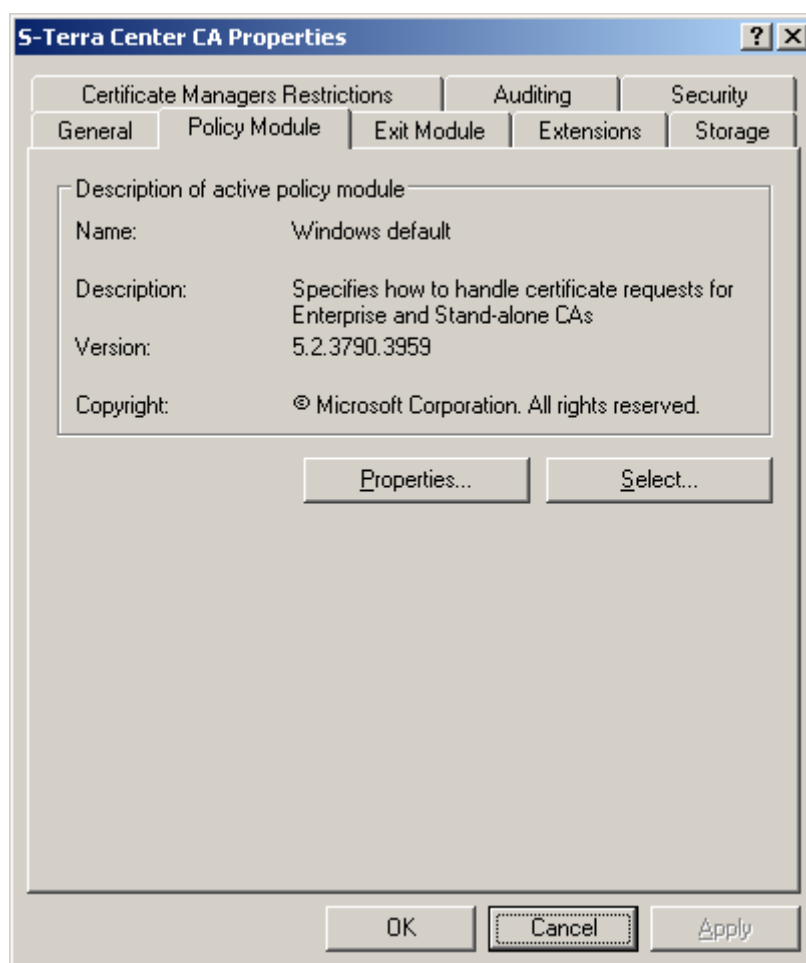 S-Terra Center CA Properties
Certificate Managers Restrictions Auditing Security
General Policy Module Exit Module Extensions Storage
Description of active policy module
Name: Windows default
Description: Specifies how to handle certificate requests for
Enterprise and Stand-alone CAs
Version: 5.2.3790.3959
Copyright: © Microsoft Corporation. All rights reserved.
Properties... Select...
OK Cancel Apply